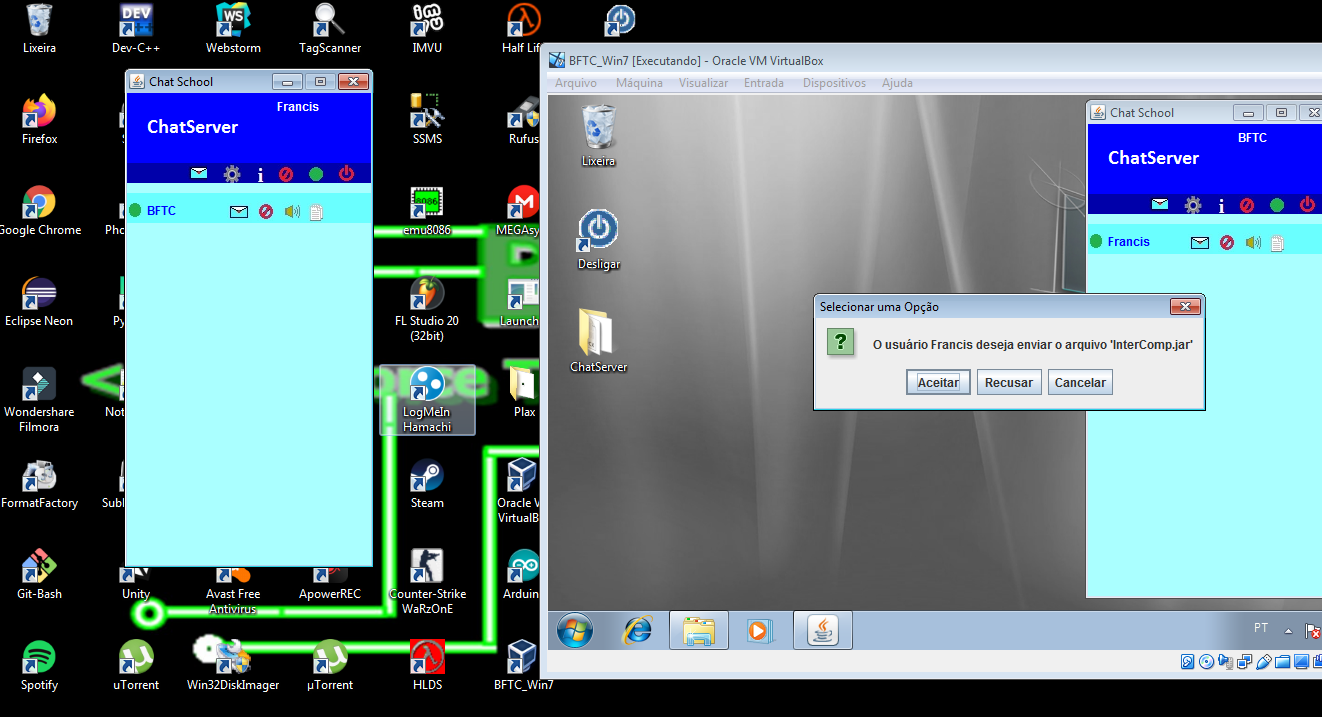 Lixeira
Dev-C++
Webstorm
TagScanner
IMVU
Half Life
BFTC_Win7 [Executando] - Oracle VM VirtualBox
Arquivo Máquina Visualizar Entrada Dispositivos Ajuda
Chat School
Francis
ChatServer
BFTC
Firefox
SSMS
Rufus
Google Chrome
emu8086
MEGAsy
Eclipse Neon
Py
FL Studio 20
(32bit)
Launch
Wondershare
Filmora
Not
LogMeIn
Hamachi
Plax
FormatFactory
Subl
Steam
Oracle V
VirtualB
Git-Bash
Unity
Avast Free
Antivirus
ApowerREC
Counter-Strike
WaRzOnE
Arduin
Spotify
uTorrent
Win32DiskImager
µTorrent
HLDS
BFTC_Win7
Lixeira
Desligar
ChatServer
Chat School
BFTC
ChatServer
Francis
Selecionar uma Opção
O usuário Francis deseja enviar o arquivo 'InterComp.jar'
Aceitar Recusar Cancelar
PT